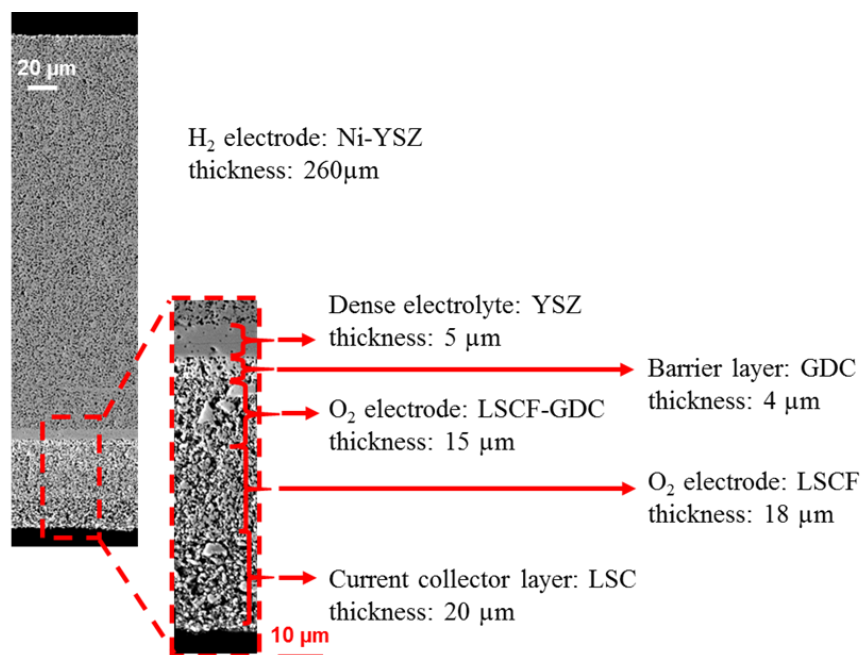 20 µm
H₂ electrode: Ni-YSZ
thickness: 260µm
Dense electrolyte: YSZ
thickness: 5 µm
Barrier layer: GDC
thickness: 4 µm
O₂ electrode: LSCF-GDC
thickness: 15 µm
O₂ electrode: LSCF
thickness: 18 µm
Current collector layer: LSC
thickness: 20 µm
10 µm